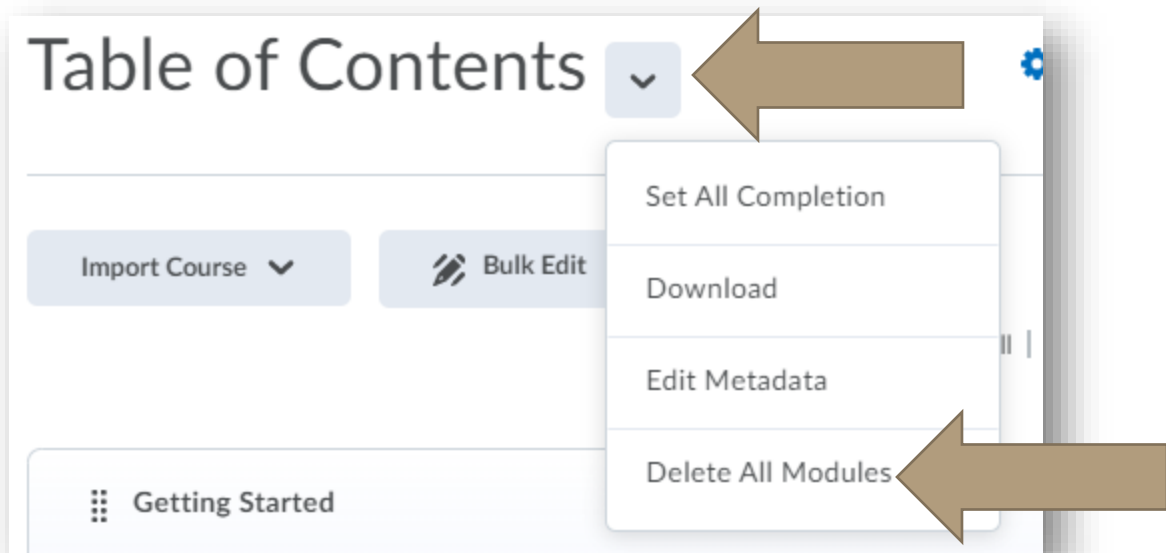 Table of Contents
Set All Completion
Import Course
Bulk Edit
Download
Edit Metadata
Delete All Modules
Getting Started